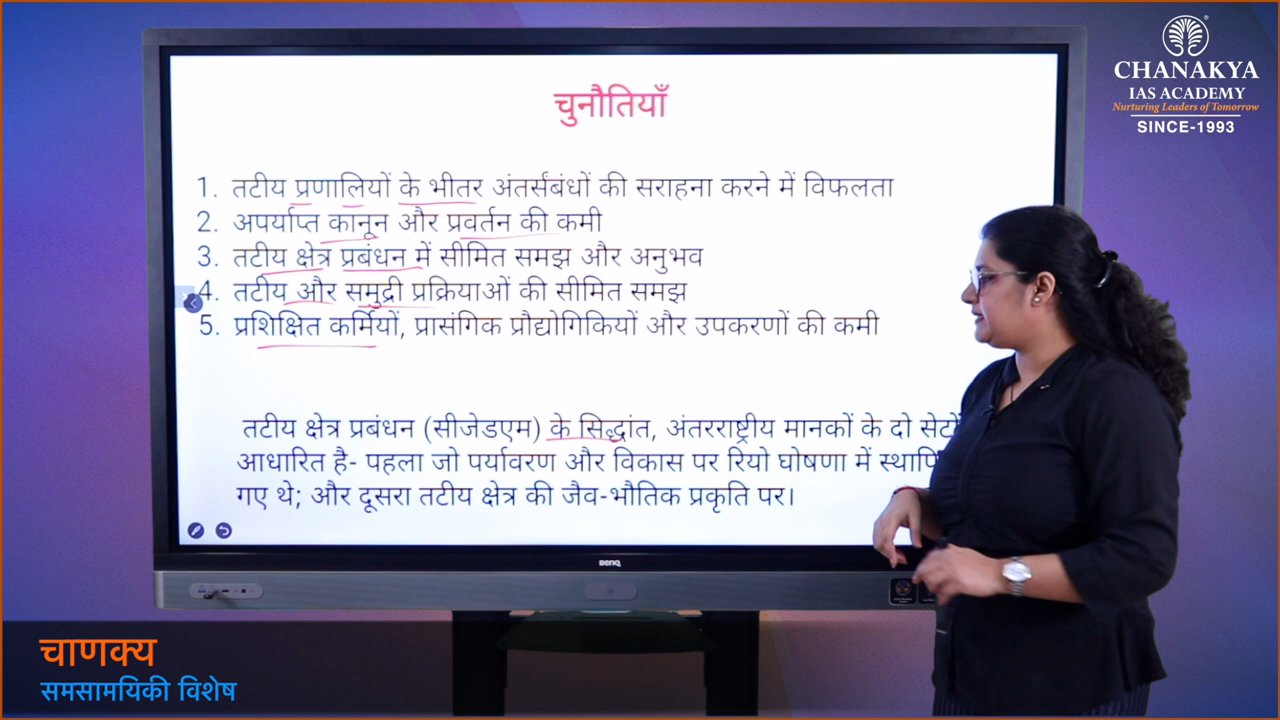 CHANAKYA
IAS ACADEMY
Nurturing Leaders of Tomorrow
SINCE-1993
चुनौतियाँ
1. तटीय प्रणालियों के भीतर अंतर्संबंधों की सराहना करने में विफलता
2. अपर्याप्त कानून और प्रवर्तन की कमी
3. तटीय क्षेत्र प्रबंधन में सीमित समझ और अनुभव
4. तटीय और समुद्री प्रक्रियाओं की सीमित समझ
5. प्रशिक्षित कर्मियों, प्रासंगिक प्रौद्योगिकियों और उपकरणों की कमी
तटीय क्षेत्र प्रबंधन (सीजेडएम) के सिद्धांत, अंतरराष्ट्रीय मानकों के दो सेटों
आधारित है- पहला जो पर्यावरण और विकास पर रियो घोषणा में
गए थे; और दूसरा तटीय क्षेत्र की जैव-भौतिक प्रकृति पर।
BenQ
चाणक्य
समसामयिकी विशेष